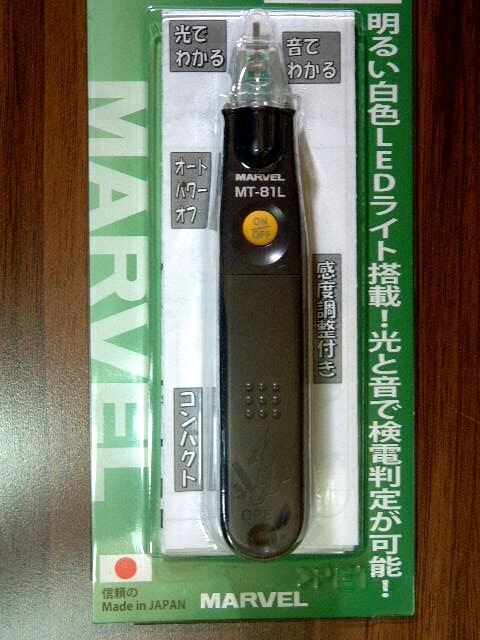 光で
わかる
音で
わかる
明るい白色LEDライト搭載!光と音で検電判定が可能!
MARVEL
MARVEL
MT-81L
ON
OFF
オート
パワー
オフ
感度調整付き
コンパクト
OPEN
>PET<
信頼の
Made in JAPAN
MARVEL